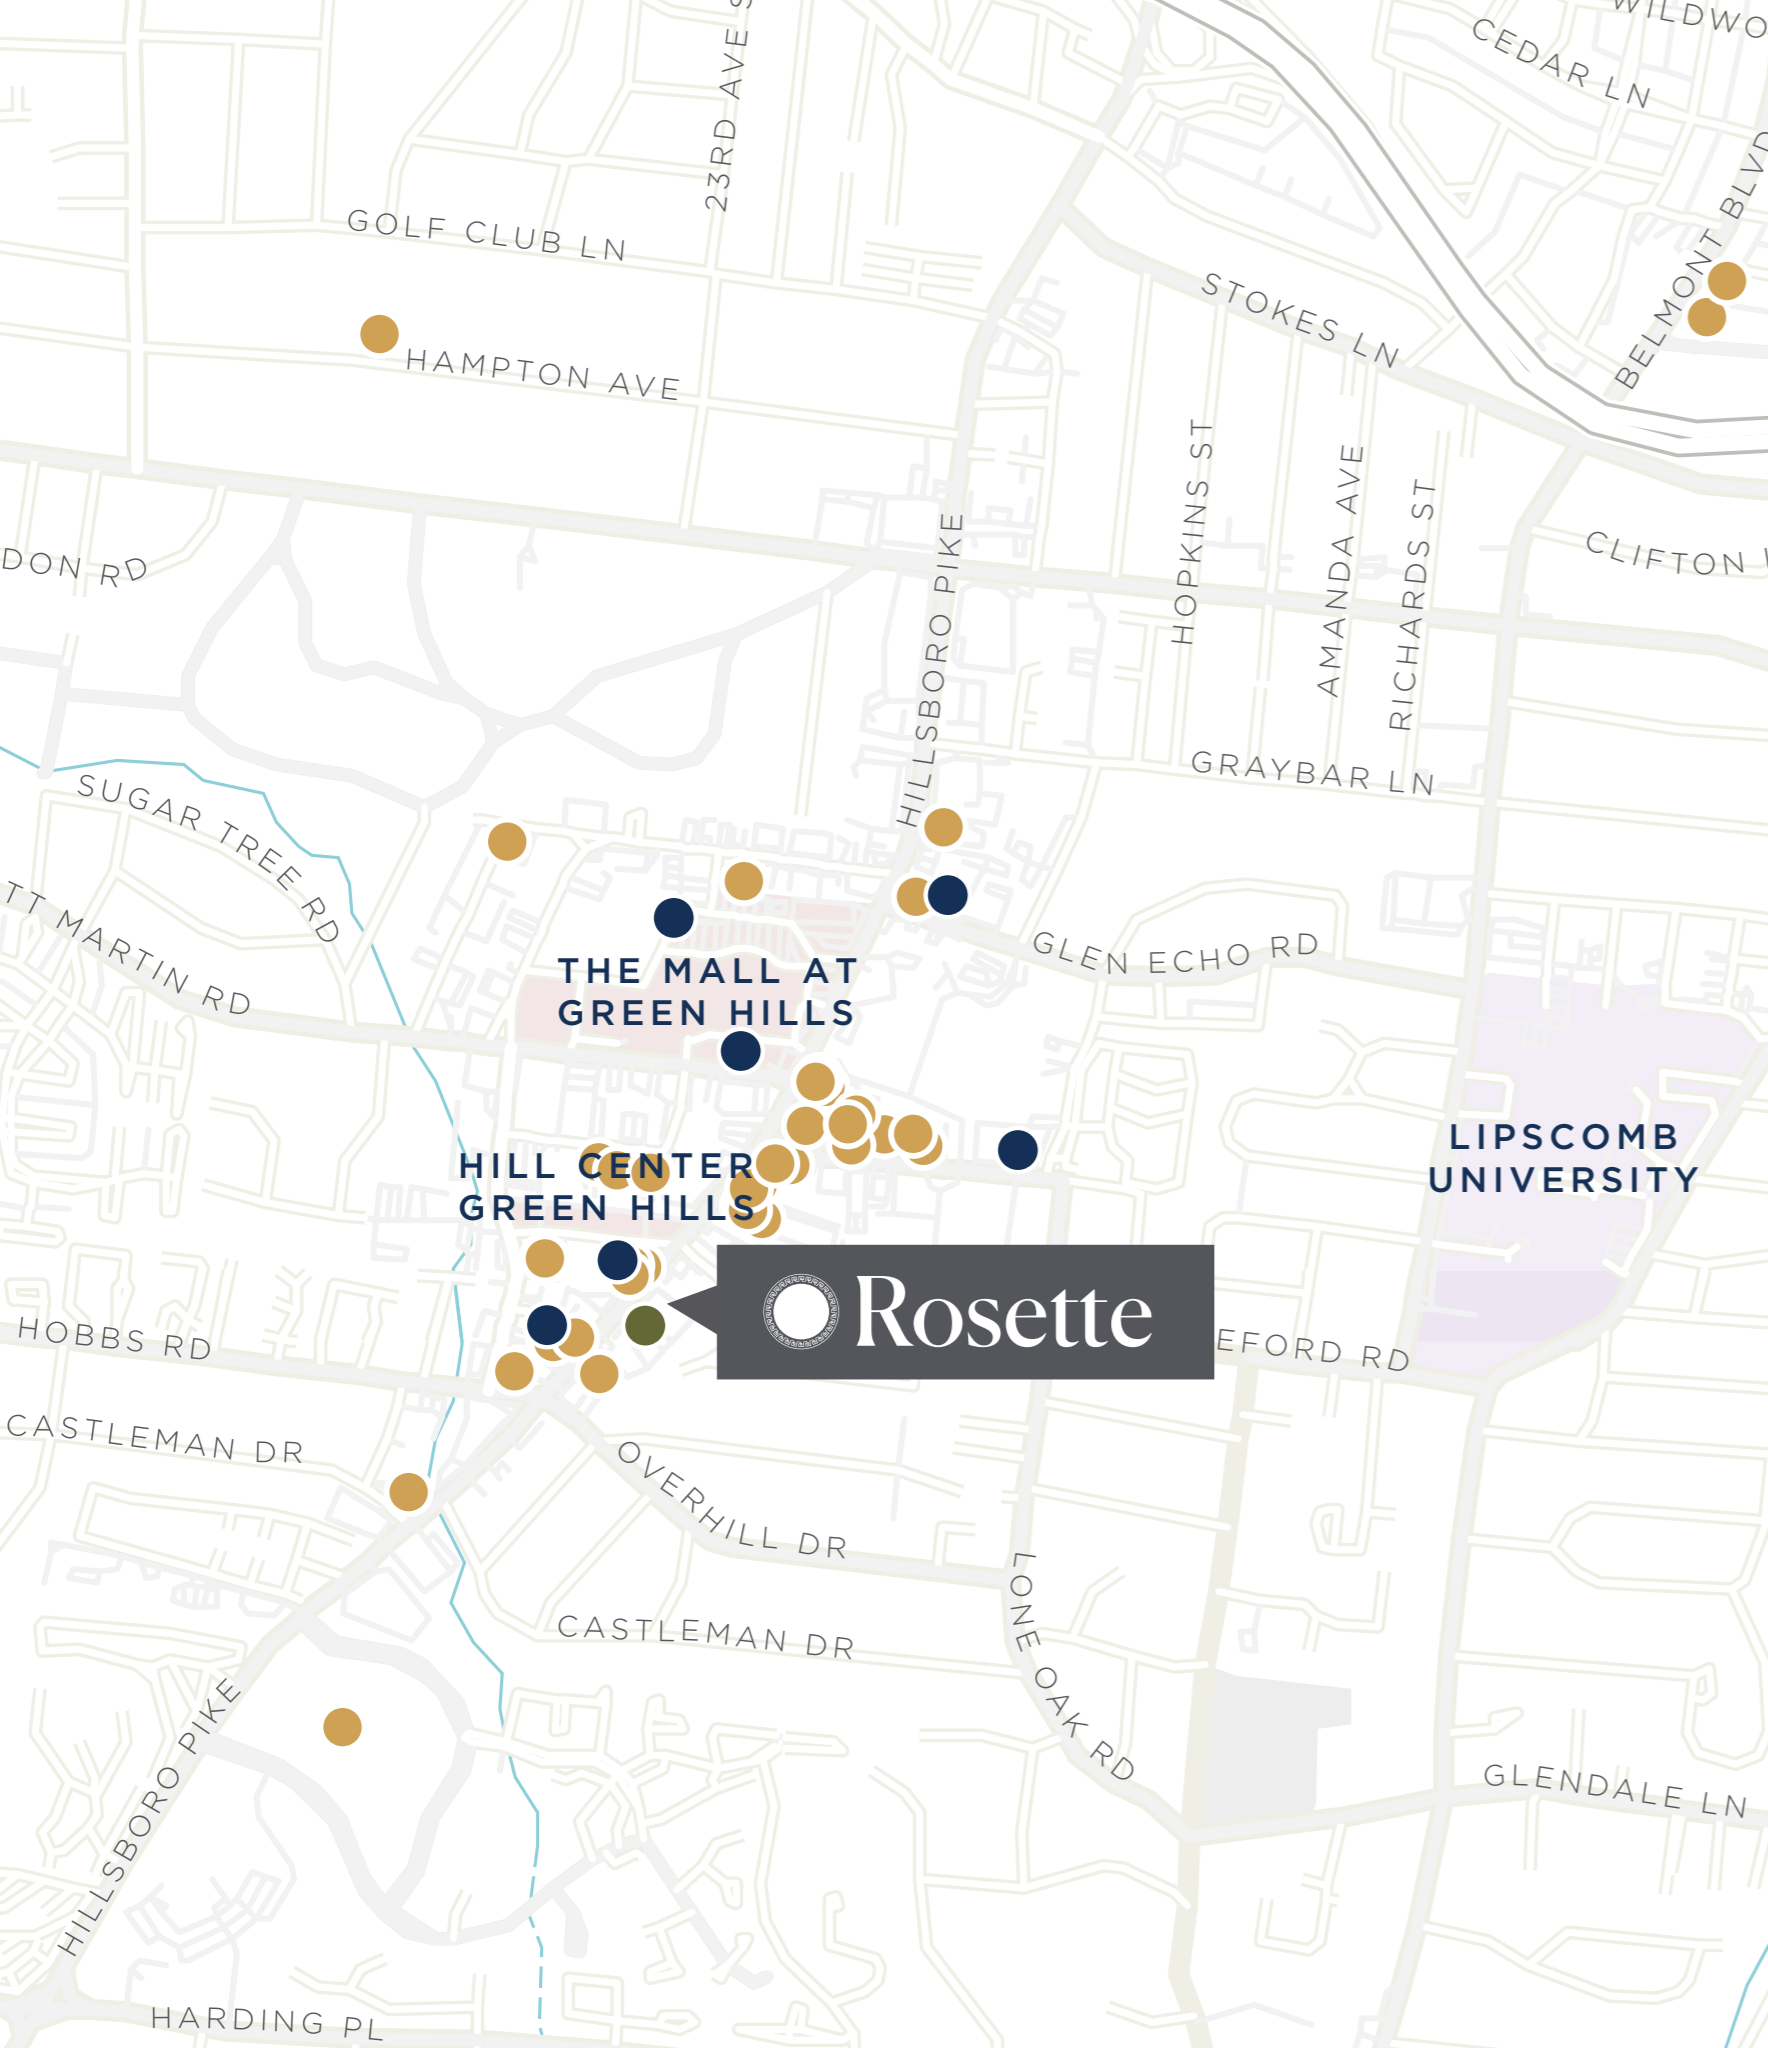 WILDWO
CEDAR LN
23RD AVE S
BELMONT BLVD
GOLF CLUB LN
STOKES LN
HAMPTON AVE
HOPKINS ST
AMANDA AVE
RICHARDS ST
CLIFTON
DON RD
HILLSBORO PIKE
GRAYBAR LN
SUGAR TREE RD
TT MARTIN RD
GLEN ECHO RD
THE MALL AT
GREEN HILLS
LIPSCOMB
UNIVERSITY
HILL CENTER
GREEN HILLS
Rosette
HOBBS RD
EFORD RD
CASTLEMAN DR
OVERHILL DR
CASTLEMAN DR
LONE OAK RD
HILLSBORO PIKE
GLENDALE LN
HARDING PL